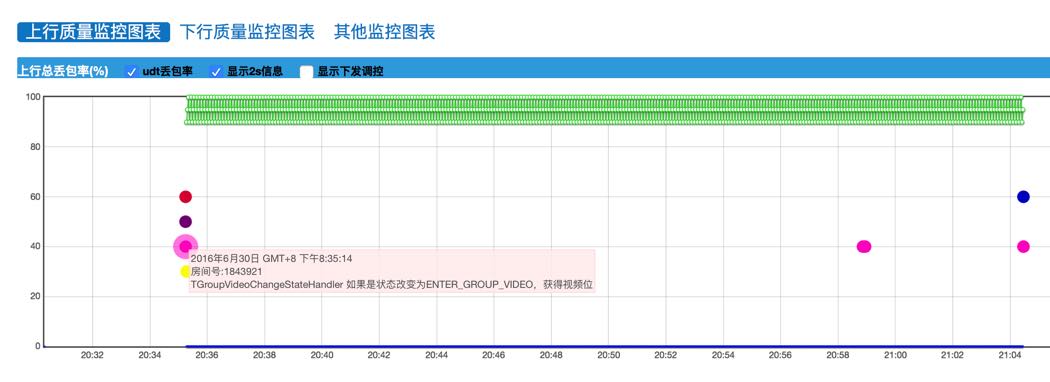 上行质量监控图表 下行质量监控图表 其他监控图表
上行总丢包率(%) udt丢包率 显示2s信息 显示下发调控
100
80
60
40
2016年6月30日 GMT+8 下午8:35:14
房间号:1843921
30
TGroupVideoChangeStateHandler 如果是状态改变为ENTER_GROUP_VIDEO，获得视频位
20
0
20:32 20:34 20:36 20:38 20:40 20:42 20:44 20:46 20:48 20:50 20:52 20:54 20:56 20:58 21:00 21:02 21:04